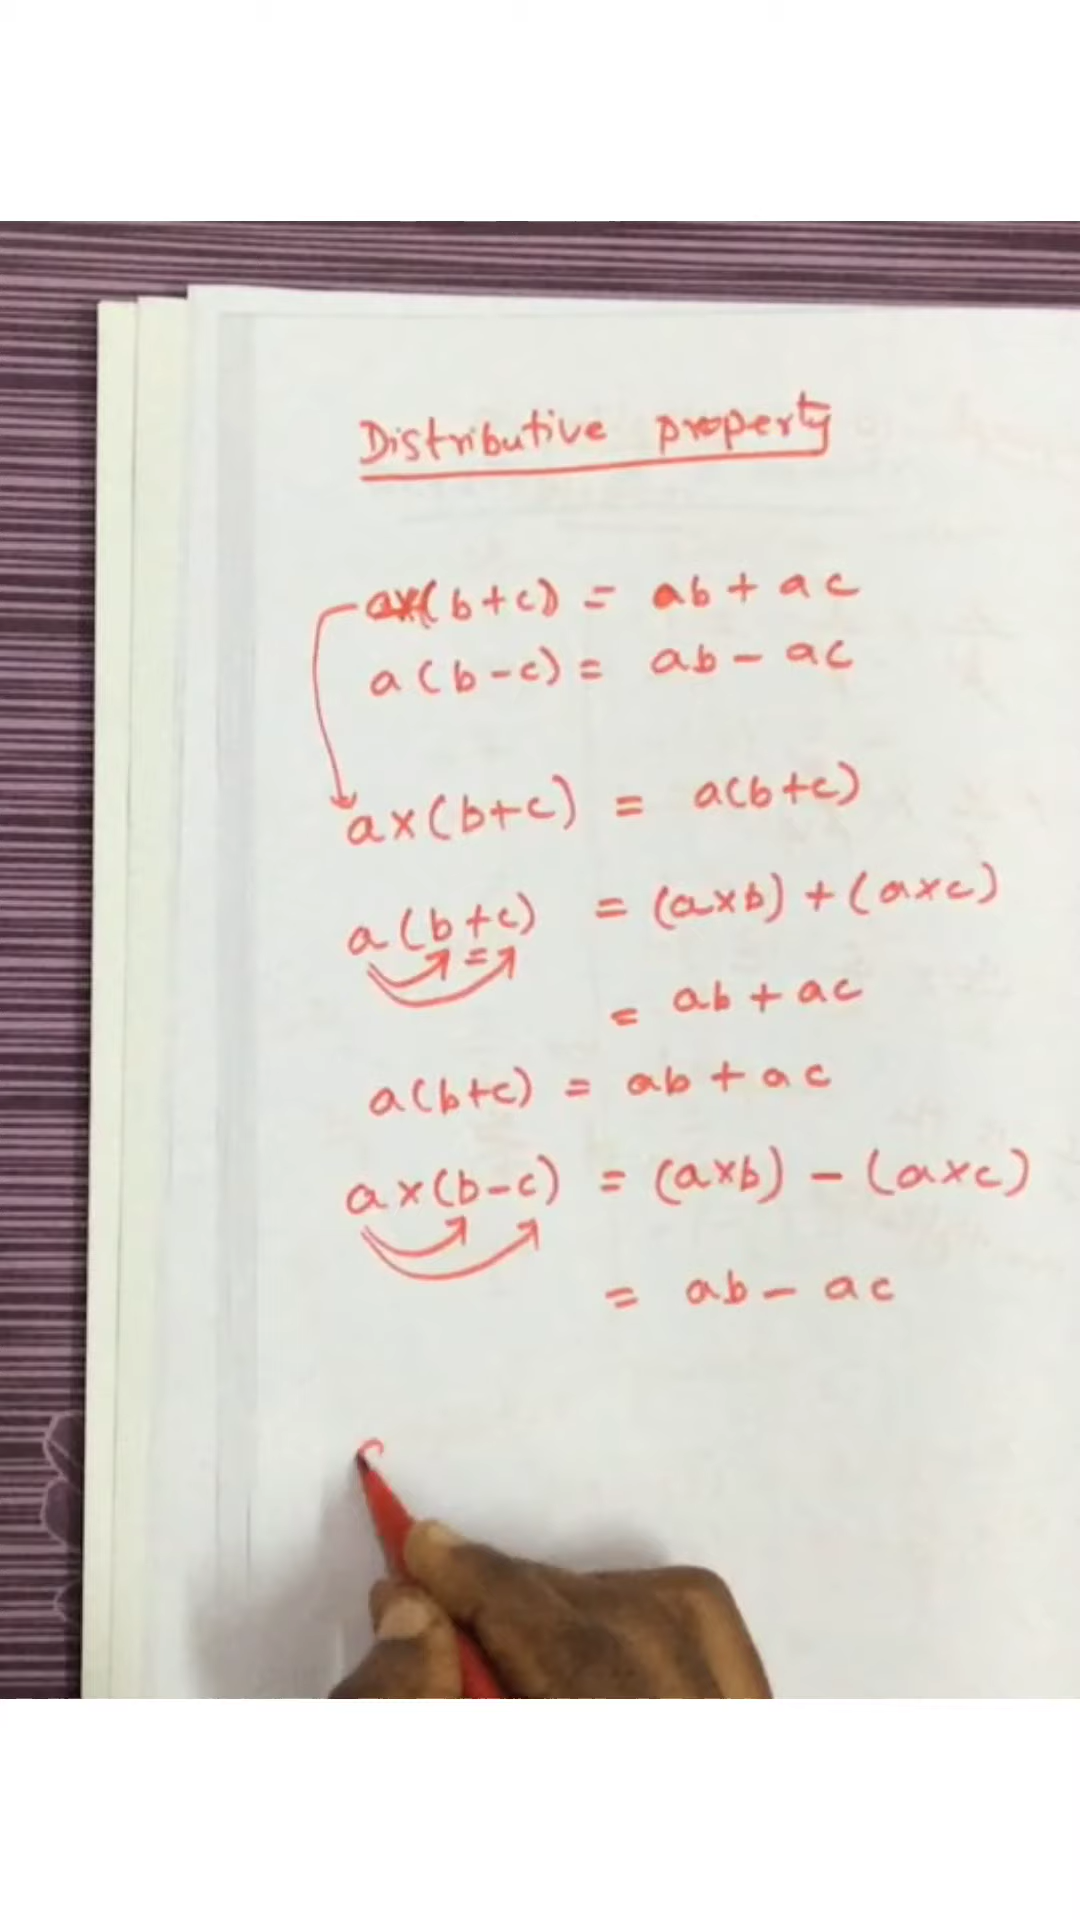 Distributive property
a×(b+c) = ab + ac
a(b-c) = ab - ac
a×(b+c) = a(b+c)
a(b+c) = (a×b) + (a×c)
=
= ab + ac
a(b+c) = ab + ac
a×(b-c) = (a×b) - (a×c)
= ab - ac